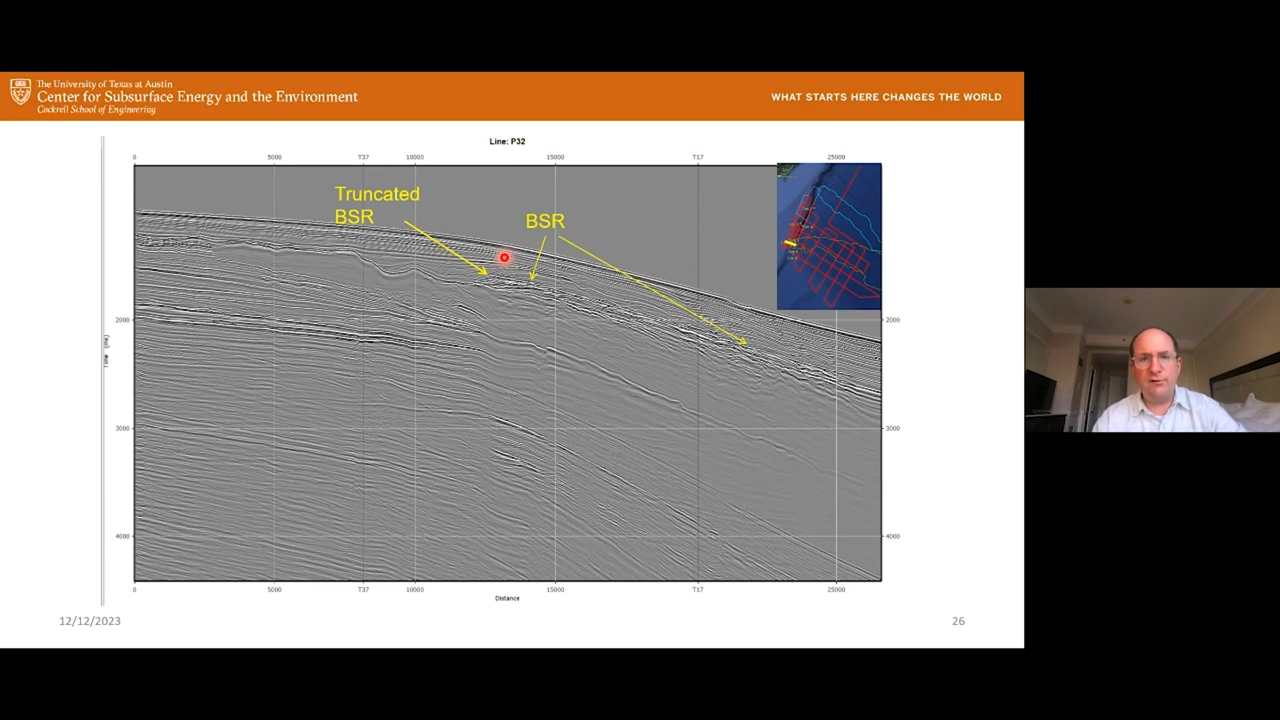 The University of Texas at Austin
Center for Subsurface Energy and the Environment
Cockrell School of Engineering
WHAT STARTS HERE CHANGES THE WORLD
Line: P32
0 5000 T37 10000 15000 T17 25000
Truncated
BSR
BSR
2000 2000
Time (ms)
3000 3000
4000 4000
0 5000 T37 10000 15000 T17 25000
Distance
12/12/2023
26